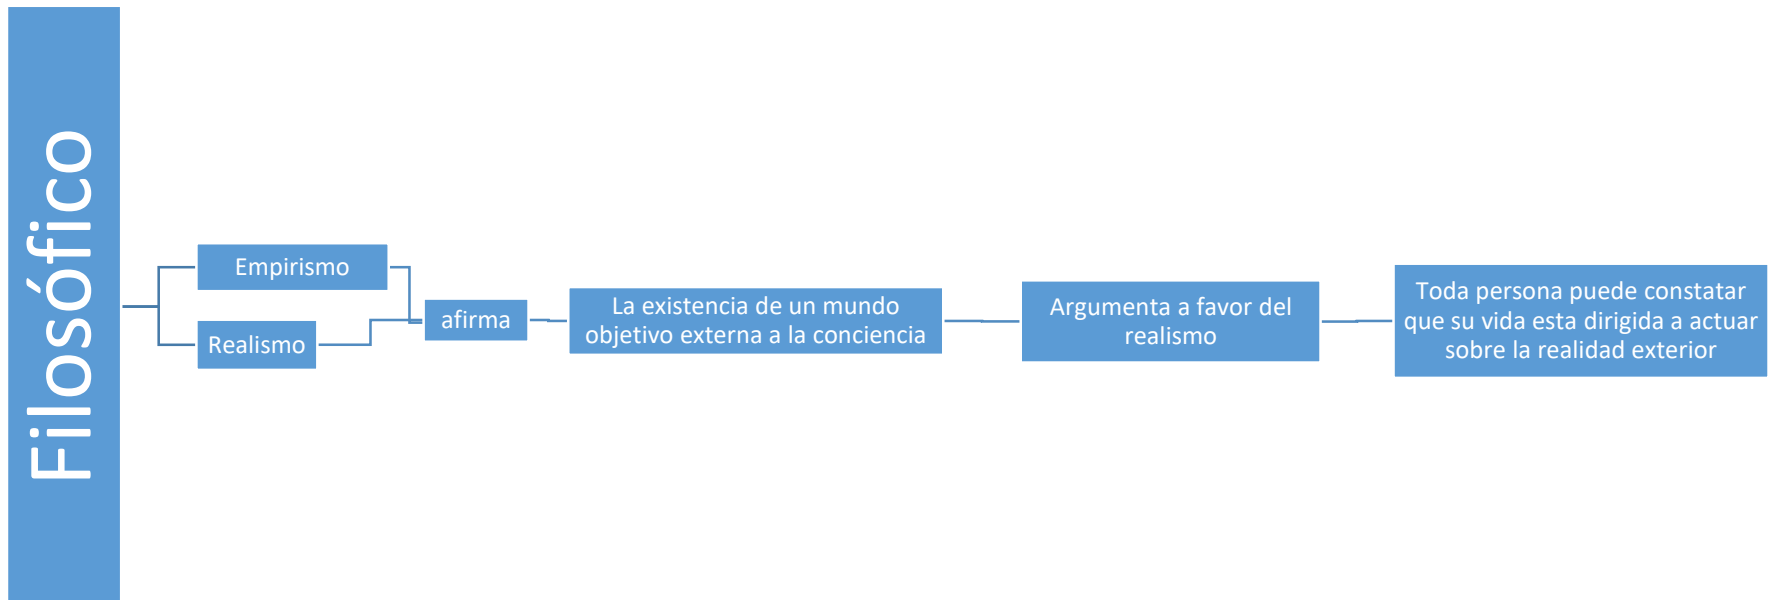 Filosófico
Empirismo
Realismo
afirma
La existencia de un mundo
objetivo externa a la conciencia
Argumenta a favor del
realismo
Toda persona puede constatar
que su vida esta dirigida a actuar
sobre la realidad exterior